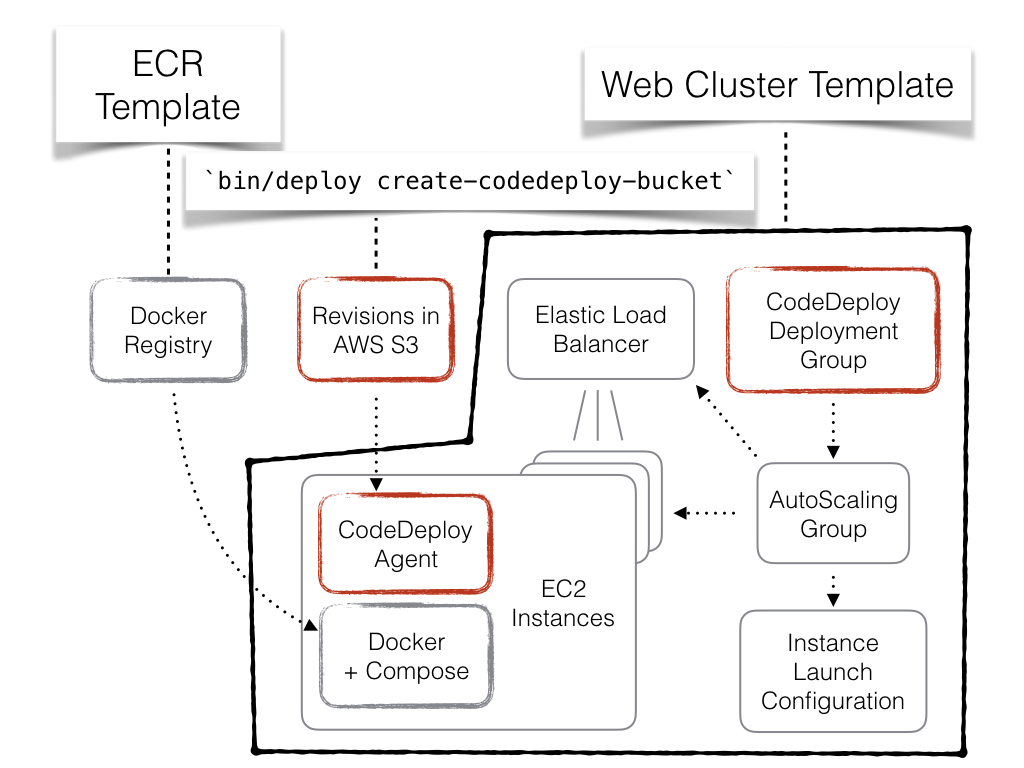 ECR
Template
Web Cluster Template
`bin/deploy create-codedeploy-bucket`
Docker
Registry
Revisions in
AWS S3
Elastic Load
Balancer
CodeDeploy
Deployment
Group
AutoScaling
Group
CodeDeploy
Agent
EC2
Instances
Docker
+ Compose
Instance
Launch
Configuration